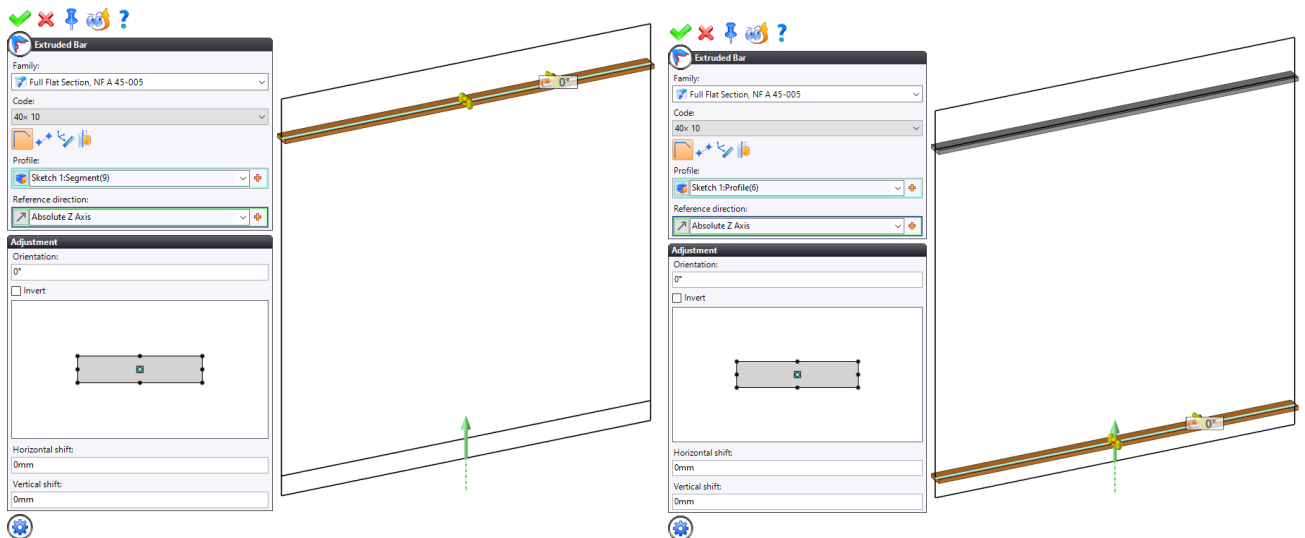 ?
Extruded Bar
Family:
Full Flat Section, NF A 45-005
Code:
40× 10
Profile:
Sketch 1:Segment(9)
Reference direction:
Absolute Z Axis
Adjustment
Orientation:
0°
Invert
Horizontal shift:
0mm
Vertical shift:
0mm
0°
?
Extruded Bar
Family:
Full Flat Section, NF A 45-005
Code:
40× 10
Profile:
Sketch 1:Profile(6)
Reference direction:
Absolute Z Axis
Adjustment
Orientation:
0°
Invert
Horizontal shift:
0mm
Vertical shift:
0mm
0°